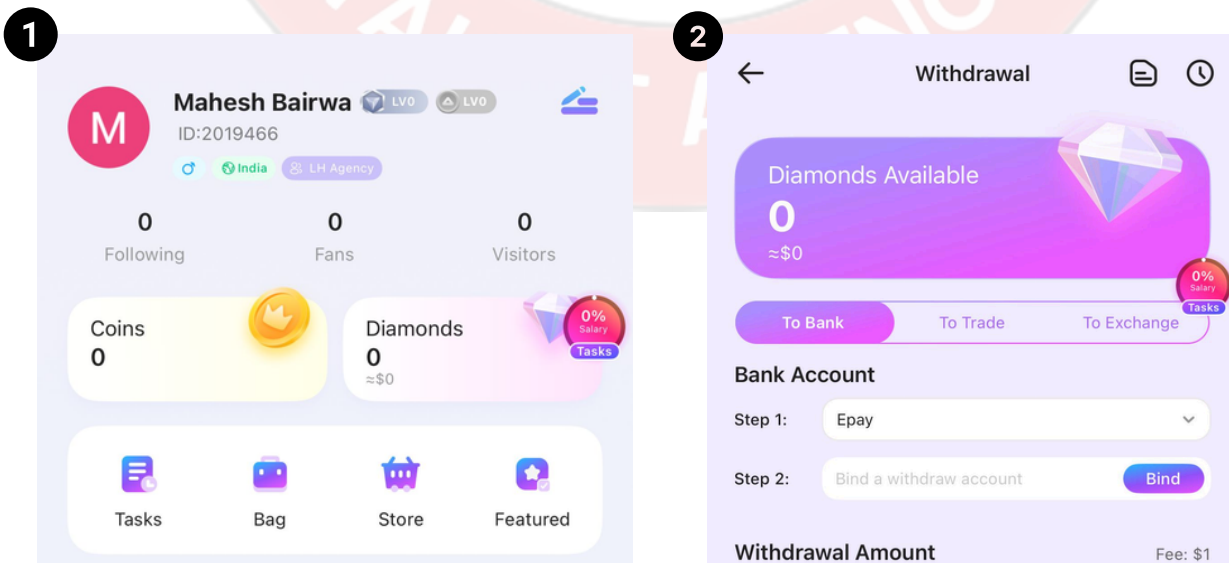 1
Mahesh Bairwa LV0 LV0
ID:2019466
India LH Agency
0 0 0
Following Fans Visitors
Coins
0
Diamonds
0
≈$0
0%
Salary
Tasks
Tasks Bag Store Featured
2
Withdrawal
Diamonds Available
0
≈$0
0%
Salary
Tasks
To Bank To Trade To Exchange
Bank Account
Step 1: Epay
Step 2: Bind a withdraw account Bind
Withdrawal Amount Fee: $1